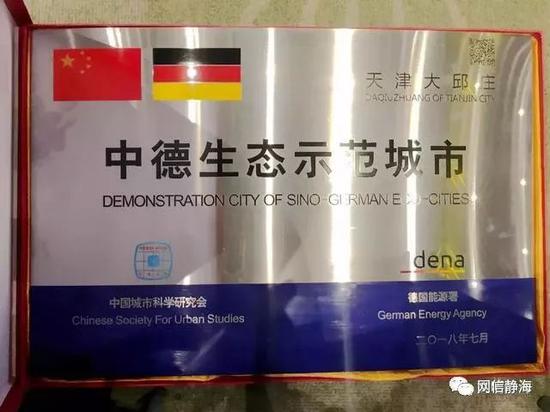 天津大邱庄
DAQIUZHUANG OF TIANJIN CITY
中德生态示范城市
DEMONSTRATION CITY OF SINO-GERMAN ECO-CITIES
dena
中国城市科学研究会
Chinese Society For Urban Studies
德国能源署
German Energy Agency
二〇一八年七月
网信静海